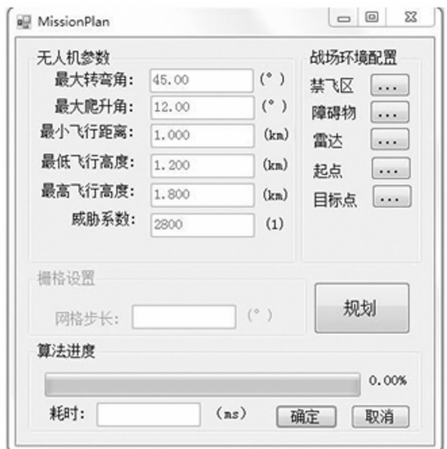 MissionPlan
无人机参数
最大转弯角: 45.00 (°)
最大爬升角: 12.00 (°)
最小飞行距离: 1.000 (km)
最低飞行高度: 1.200 (km)
最高飞行高度: 1.800 (km)
威胁系数: 2800 (1)
战场环境配置
禁飞区 ...
障碍物 ...
雷达 ...
起点 ...
目标点 ...
栅格设置
网格步长: (°)
规划
算法进度
0.00%
耗时: (ms) 确定 取消